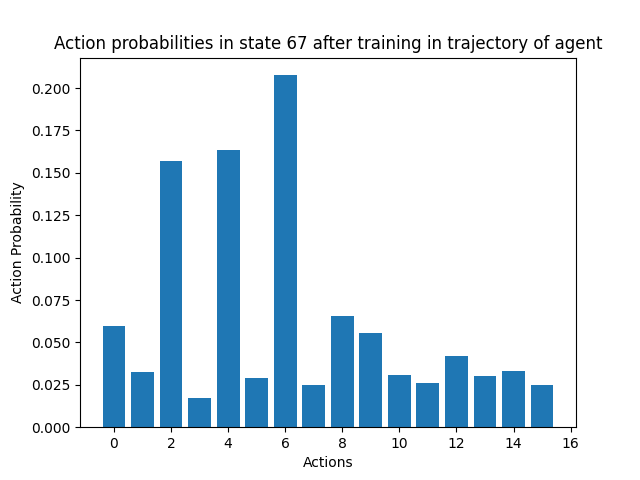 Action probabilities in state 67 after training in trajectory of agent
0.200
0.175
0.150
0.125
0.100
0.075
0.050
0.025
0.000
Action Probability
0 2 4 6 8 10 12 14 16
Actions